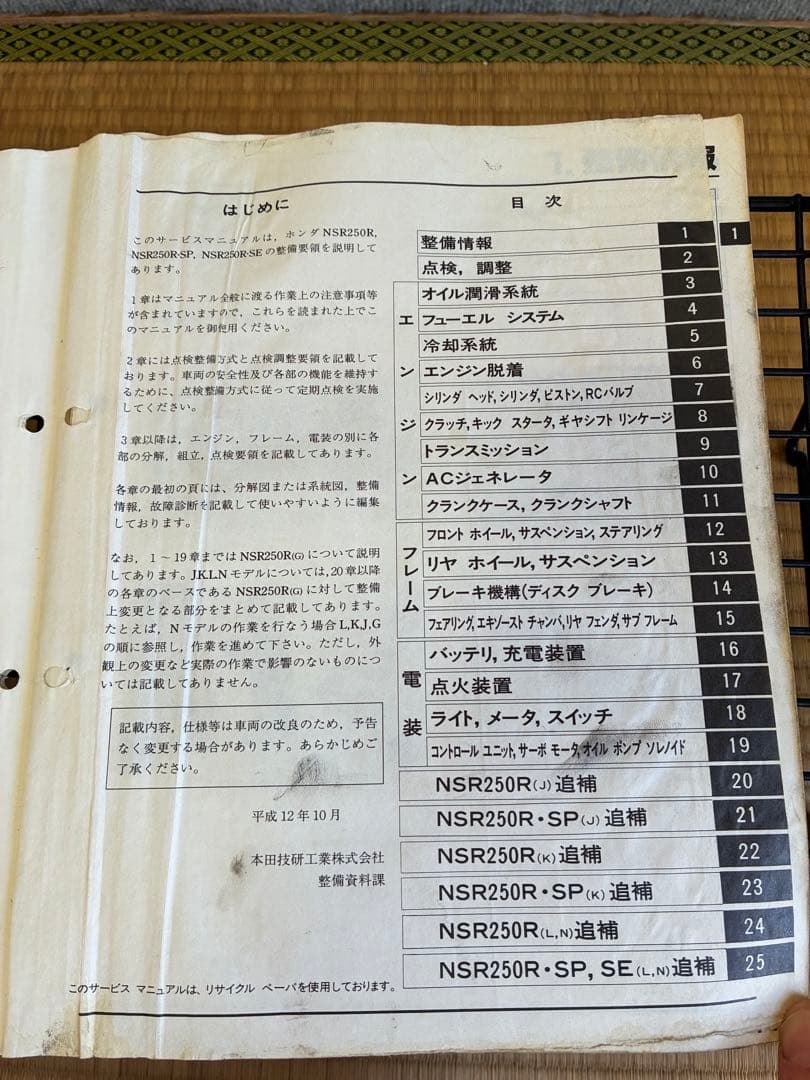 はじめに
このサービスマニュアルは，ホンダNSR250R，
NSR250R·SP，NSR250R·SEの整備要領を説明して
あります。
1章はマニュアル全般に渡る作業上の注意事項等
が含まれていますので，これらを読まれた上でこ
のマニュアルを御使用ください。
2章には点検整備方式と点検調整要領を記載して
おります。車両の安全性及び各部の機能を維持す
るために、点検整備方式に従って定期点検を実施
してください。
3章以降は，エンジン，フレーム，電装の別に各
部の分解，組立，点検要領を記載してあります。
各章の最初の頁には，分解図または系統図，整備
情報，故障診断を記載して使いやすいように編集
しております。
なお，1〜19章まではNSR250R(G)について説明
してあります。J,K,L,Nモデルについては,20章以降
の各章のベースであるNSR250R(G)に対して整備
上変更となる部分をまとめて記載してあります。
たとえば，Nモデルの作業を行なう場合L,K,J,G
の順に参照し，作業を進めて下さい。ただし，外
観上の変更など実際の作業で影響のないものにつ
いては記載してありません。
記載内容，仕様等は車両の改良のため，予告
なく変更する場合があります。あらかじめご
了承ください。
平成12年10月
本田技研工業株式会社
整備資料課
このサービス マニュアルは、リサイクル ペーパを使用しております。
目次
整備情報 1
点検，調整 2
エンジン
オイル潤滑系統 3
フューエル システム 4
冷却系統 5
エンジン脱着 6
シリンダ ヘッド，シリンダ，ピストン，RCバルブ 7
クラッチ，キック スタータ，ギヤシフト リンケージ 8
トランスミッション 9
ACジェネレータ 10
クランクケース，クランクシャフト 11
フレーム
フロント ホイール，サスペンション，ステアリング 12
リヤ ホイール，サスペンション 13
ブレーキ機構(ディスク ブレーキ) 14
フェアリング，エキゾースト チャンバ，リヤ フェンダ，サブ フレーム 15
電装
バッテリ，充電装置 16
点火装置 17
ライト，メータ，スイッチ 18
コントロール ユニット，サーボ モータ，オイル ポンプ ソレノイド 19
NSR250R(J)追補 20
NSR250R・SP(J)追補 21
NSR250R(K)追補 22
NSR250R・SP(K)追補 23
NSR250R(L,N)追補 24
NSR250R・SP，SE(L,N)追補 25
報
1